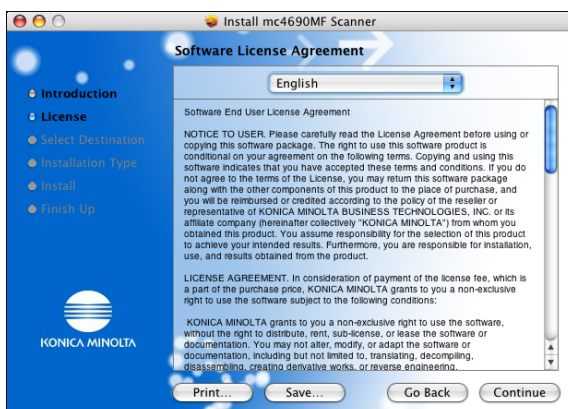 Install mc4690MF Scanner
Software License Agreement
Introduction
License
Select Destination
Installation Type
Install
Finish Up
KONICA MINOLTA
English
Software End User License Agreement
NOTICE TO USER. Please carefully read the License Agreement before using or
copying this software package. The right to use this software product is
conditional on your agreement on the following terms. Copying and using this
software indicates that you have accepted these terms and conditions. If you do
not agree to the terms of the License, you may return this software package
along with the other components of this product to the place of purchase, and
you will be reimbursed or credited according to the policy of the reseller or
representative of KONICA MINOLTA BUSINESS TECHNOLOGIES, INC. or its
affiliate company (hereinafter collectively "KONICA MINOLTA") from whom you
obtained this product. You assume responsibility for the selection of this product
to achieve your intended results. Furthermore, you are responsible for installation,
use, and results obtained from the product.
LICENSE AGREEMENT. In consideration of payment of the license fee, which is
a part of the purchase price, KONICA MINOLTA grants to you a non-exclusive
right to use the software subject to the following conditions:
KONICA MINOLTA grants to you a non-exclusive right to use the software,
without the right to distribute, rent, sub-license, or lease the software or
documentation. You may not alter, modify, or adapt the software or
documentation, including but not limited to, translating, decompiling,
disassembling, creating derivative works, or reverse engineering.
Print...
Save...
Go Back
Continue